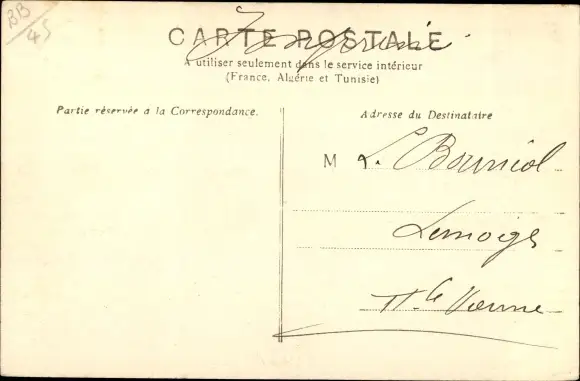 BB
45
CARTE POSTALE
A utiliser seulement dans le service intérieur
(France, Algérie et Tunisie)
Partie réservée a la Correspondance.
Adresse du Destinataire
M L. Bourniol
Limoges
Hte Vienne